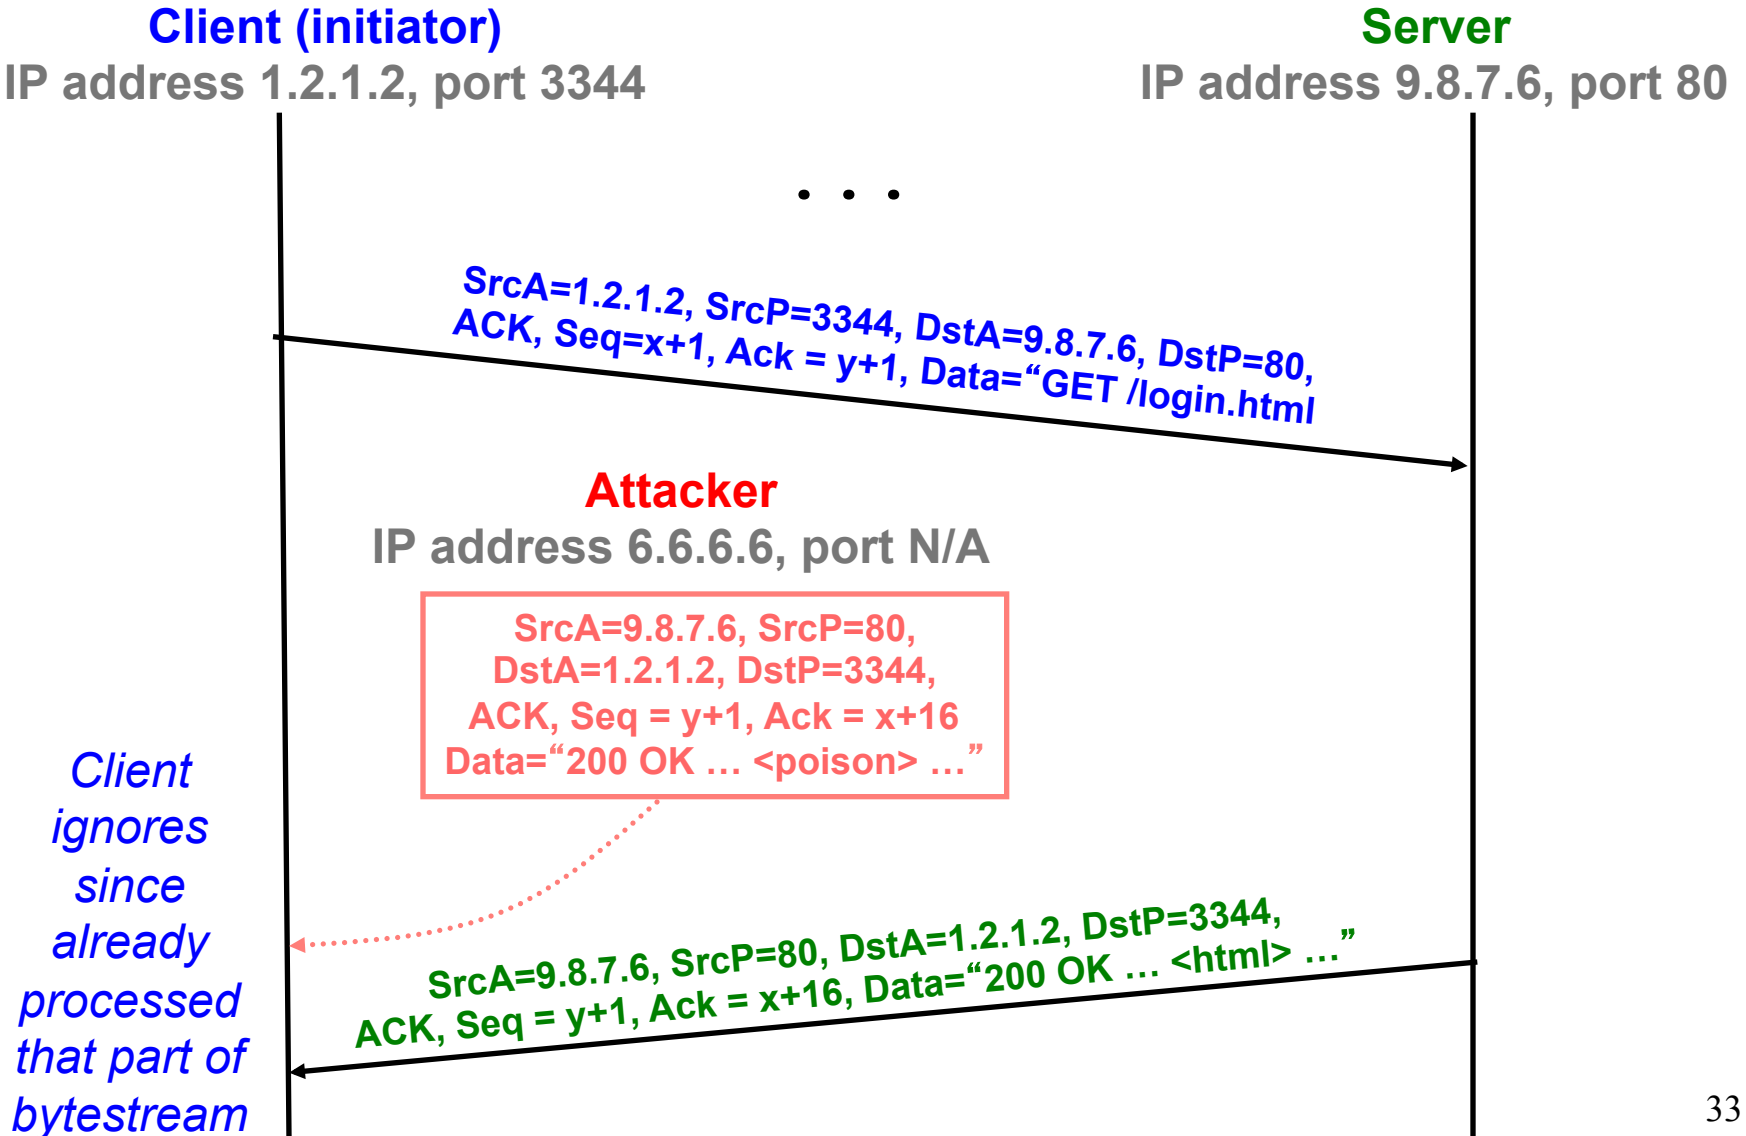 Client (initiator)
IP address 1.2.1.2, port 3344
Server
IP address 9.8.7.6, port 80
. . .
SrcA=1.2.1.2, SrcP=3344, DstA=9.8.7.6, DstP=80,
ACK, Seq=x+1, Ack = y+1, Data=“GET /login.html
Attacker
IP address 6.6.6.6, port N/A
SrcA=9.8.7.6, SrcP=80,
DstA=1.2.1.2, DstP=3344,
ACK, Seq = y+1, Ack = x+16
Data=“200 OK … <poison> …”
Client
ignores
since
already
processed
that part of
bytestream
SrcA=9.8.7.6, SrcP=80, DstA=1.2.1.2, DstP=3344,
ACK, Seq = y+1, Ack = x+16, Data=“200 OK … <html> …”
33